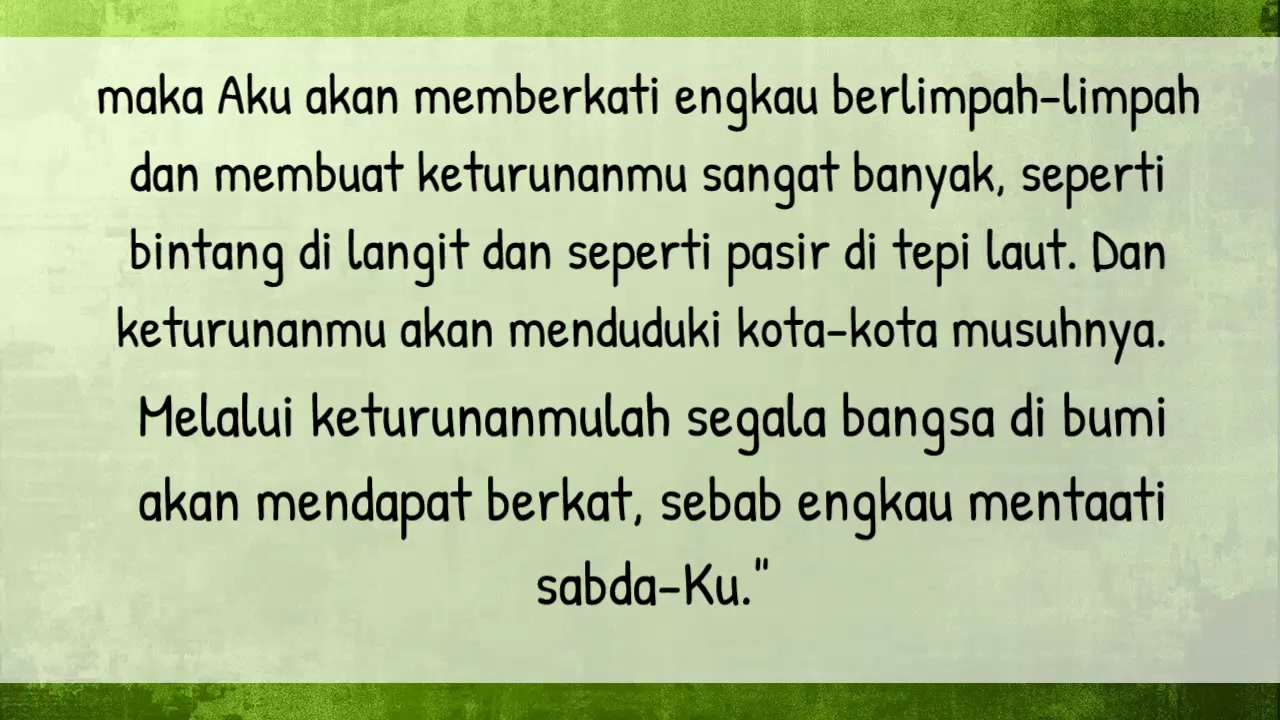 maka Aku akan memberkati engkau berlimpah-limpah
dan membuat keturunanmu sangat banyak, seperti
bintang di langit dan seperti pasir di tepi laut. Dan
keturunanmu akan menduduki kota-kota musuhnya.
Melalui keturunanmulah segala bangsa di bumi
akan mendapat berkat, sebab engkau mentaati
sabda-Ku."